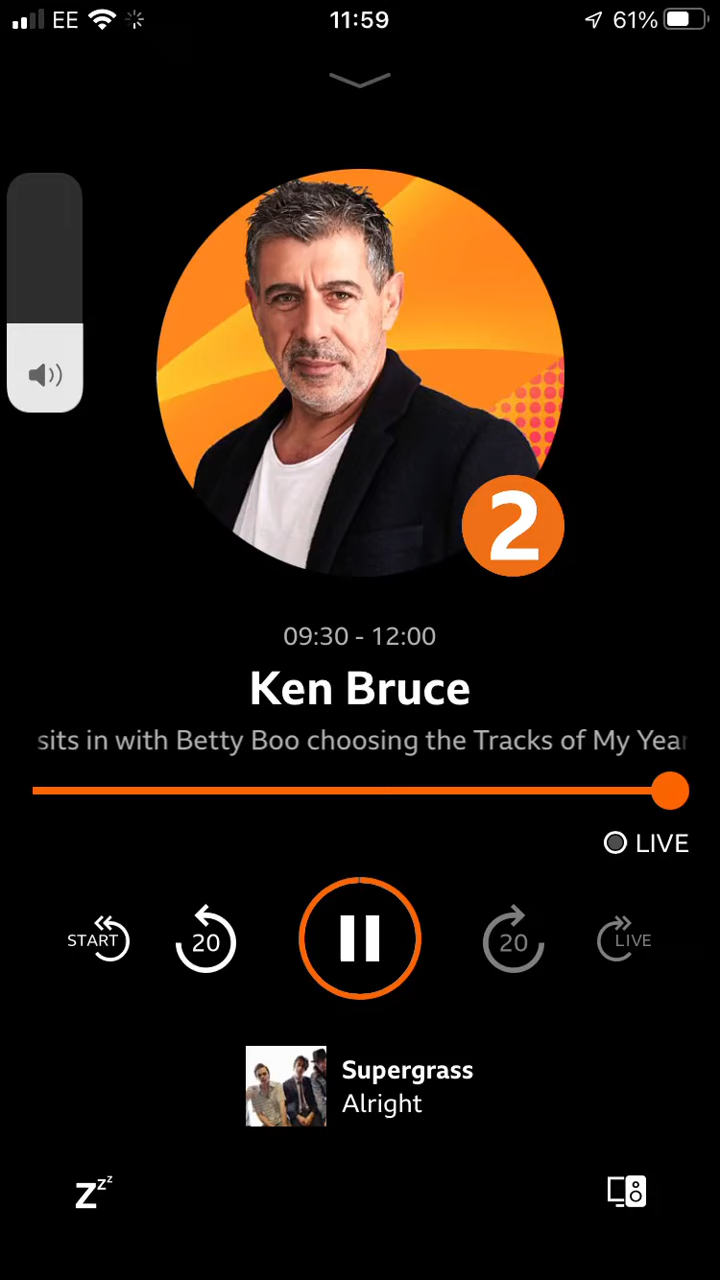 EE 11:59 61%
2
09:30 - 12:00
Ken Bruce
sits in with Betty Boo choosing the Tracks of My Year
LIVE
START 20 20 LIVE
Supergrass
Alright
Zzz